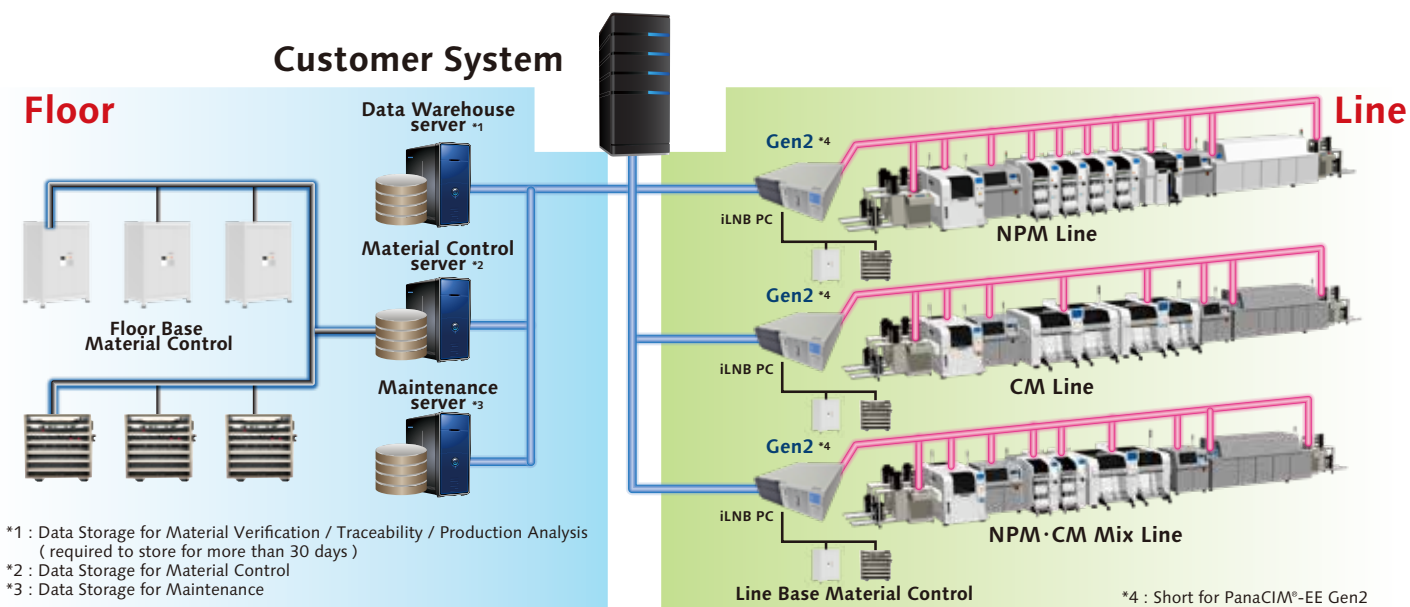 Customer System
Floor
Data Warehouse
server *1
Material Control
server *2
Maintenance
server *3
Floor Base
Material Control
*1 : Data Storage for Material Verification / Traceability / Production Analysis
( required to store for more than 30 days )
*2 : Data Storage for Material Control
*3 : Data Storage for Maintenance
Line
Gen2 *4
iLNB PC
NPM Line
Gen2 *4
iLNB PC
CM Line
Gen2 *4
iLNB PC
NPM·CM Mix Line
Line Base Material Control
*4 : Short for PanaCIM®-EE Gen2